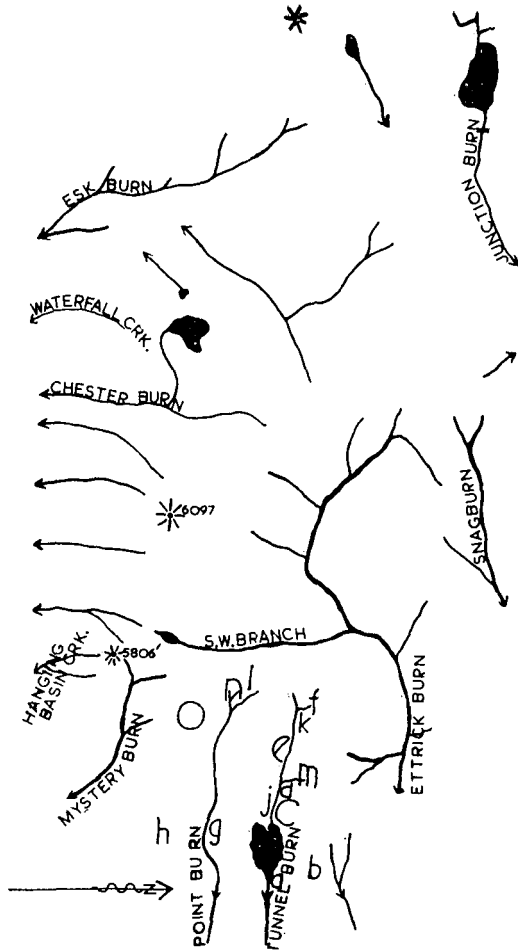 ESK BURN
JUNCTION BURN
WATERFALL CRK.
CHESTER BURN
6097
SNAGBURN
S.W. BRANCH
5806'
HANGING
BASIN CRK.
MYSTERY BURN
ETTRICK BURN
n l
f
k
e
m
j d
c
h g
b
a
POINT BURN
TUNNEL BURN
N